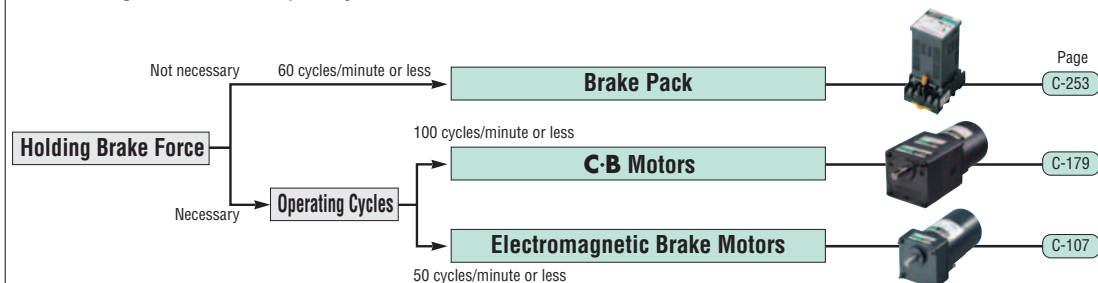 Page
Not necessary
60 cycles/minute or less
Brake Pack
C-253
100 cycles/minute or less
Holding Brake Force
C·B Motors
C-179
Operating Cycles
Necessary
Electromagnetic Brake Motors
C-107
50 cycles/minute or less